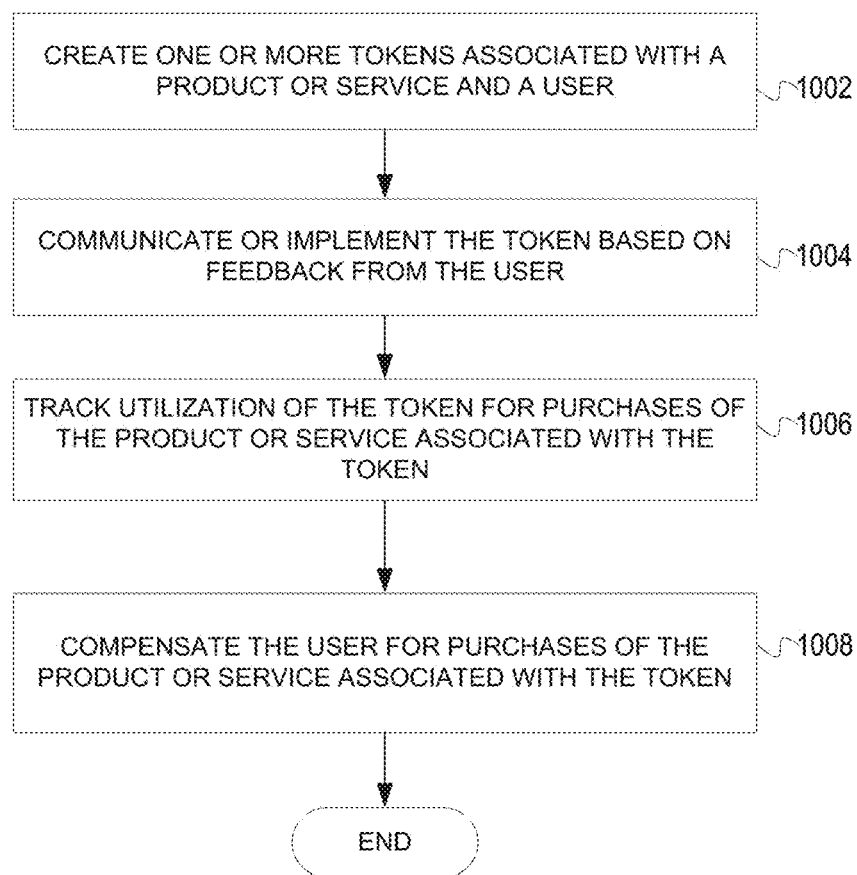 CREATE ONE OR MORE TOKENS ASSOCIATED WITH A
PRODUCT OR SERVICE AND A USER
1002
COMMUNICATE OR IMPLEMENT THE TOKEN BASED ON
FEEDBACK FROM THE USER
1004
TRACK UTILIZATION OF THE TOKEN FOR PURCHASES OF
THE PRODUCT OR SERVICE ASSOCIATED WITH THE
TOKEN
1006
COMPENSATE THE USER FOR PURCHASES OF THE
PRODUCT OR SERVICE ASSOCIATED WITH THE TOKEN
1008
END